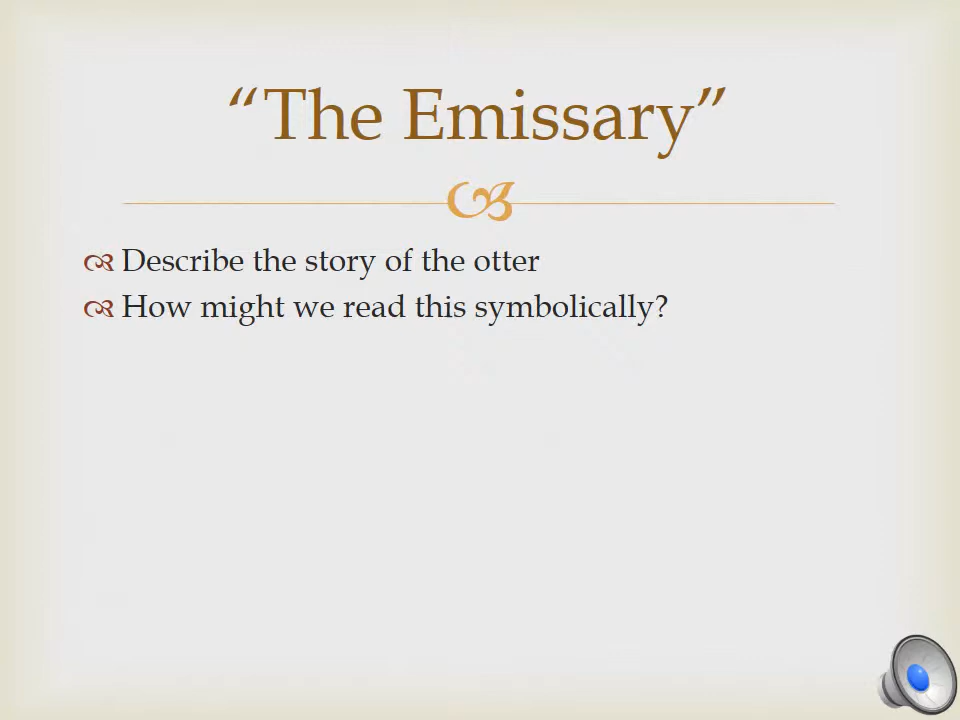 “The Emissary”
Describe the story of the otter
How might we read this symbolically?